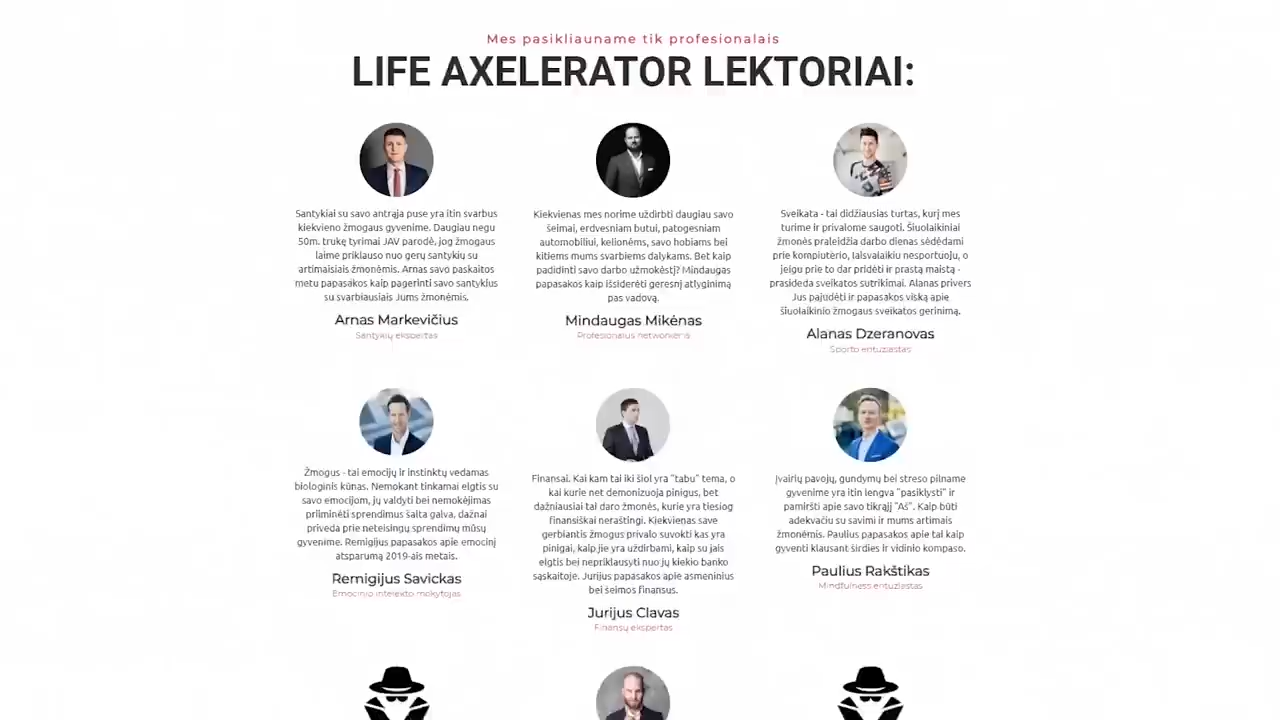 Mes pasikliauname tik profesionalais
LIFE AXELERATOR LEKTORIAI:
Santykiai su savo antrąja puse yra itin svarbus
kiekvieno žmogaus gyvenime. Daugiau negu
50m. trukę tyrimai JAV parodė, jog žmogaus
laimė priklauso nuo gerų santykių su
artimaisiais žmonėmis. Arnas savo paskaitos
metu papasakos kaip pagerinti savo santykius
su svarbiausiais Jums žmonėmis.
Arnas Markevičius
Santykių ekspertas
Kiekvienas mes norime uždirbti daugiau savo
šeimai, erdvesniam butui, patogesniam
automobiliui, kelionėms, savo hobiams bei
kitiems mums svarbiems dalykams. Bet kaip
padidinti savo darbo užmokestį? Mindaugas
papasakos kaip išsiderėti geresnį atlyginimą
pas vadovą.
Mindaugas Mikėnas
Profesionalus networkeris
Sveikata - tai didžiausias turtas, kurį mes
turime ir privalome saugoti. Šiuolaikiniai
žmonės praleidžia darbo dienas sėdėdami
prie kompiuterio, laisvalaikiu nesportuoju, o
jeigu prie to dar pridėti ir prastą maistą -
prasideda sveikatos sutrikimai. Alanas privers
Jus pajudėti ir papasakos viską apie
šiuolaikinio žmogaus sveikatos gerinimą.
Alanas Dzeranovas
Sporto entuziastas
Žmogus - tai emocijų ir instinktų vedamas
biologinis kūnas. Nemokant tinkamai elgtis su
savo emocijom, jų valdyti bei nemokėjimas
priiminėti sprendimus šalta galva, dažnai
priveda prie neteisingų sprendimų mūsų
gyvenime. Remigijus papasakos apie emocinį
atsparumą 2019-ais metais.
Remigijus Savickas
Emocinio intelekto mokytojas
Finansai. Kai kam tai iki šiol yra "tabu" tema, o
kai kurie net demonizuoja pinigus, bet
dažniausiai tai daro žmonės, kurie yra tiesiog
finansiškai neraštingi. Kiekvienas save
gerbiantis žmogus privalo suvokti kas yra
pinigai, kaip jie yra uždirbami, kaip su jais
elgtis bei nepriklausyti nuo jų kiekio banko
sąskaitoje. Jurijus papasakos apie asmeninius
bei šeimos finansus.
Jurijus Clavas
Finansų ekspertas
Įvairių pavojų, gundymų bei streso pilname
gyvenime yra itin lengva "pasiklysti" ir
pamiršti apie savo tikrąjį "Aš". Kaip būti
adekvačiu su savimi ir mums artimais
žmonėmis. Paulius papasakos apie tai kaip
gyventi klausant širdies ir vidinio kompaso.
Paulius Rakštikas
Mindfulness entuziastas